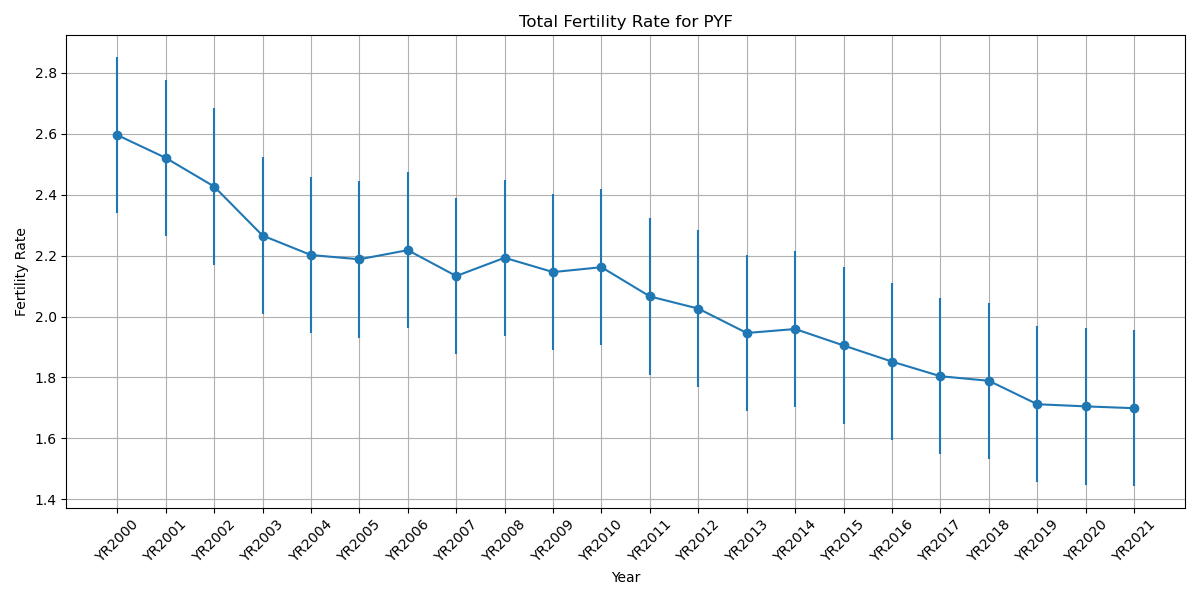 Total Fertility Rate for PYF
Fertility Rate
2.8
2.6
2.4
2.2
2.0
1.8
1.6
1.4
YR2000
YR2001
YR2002
YR2003
YR2004
YR2005
YR2006
YR2007
YR2008
YR2009
YR2010
YR2011
YR2012
YR2013
YR2014
YR2015
YR2016
YR2017
YR2018
YR2019
YR2020
YR2021
Year